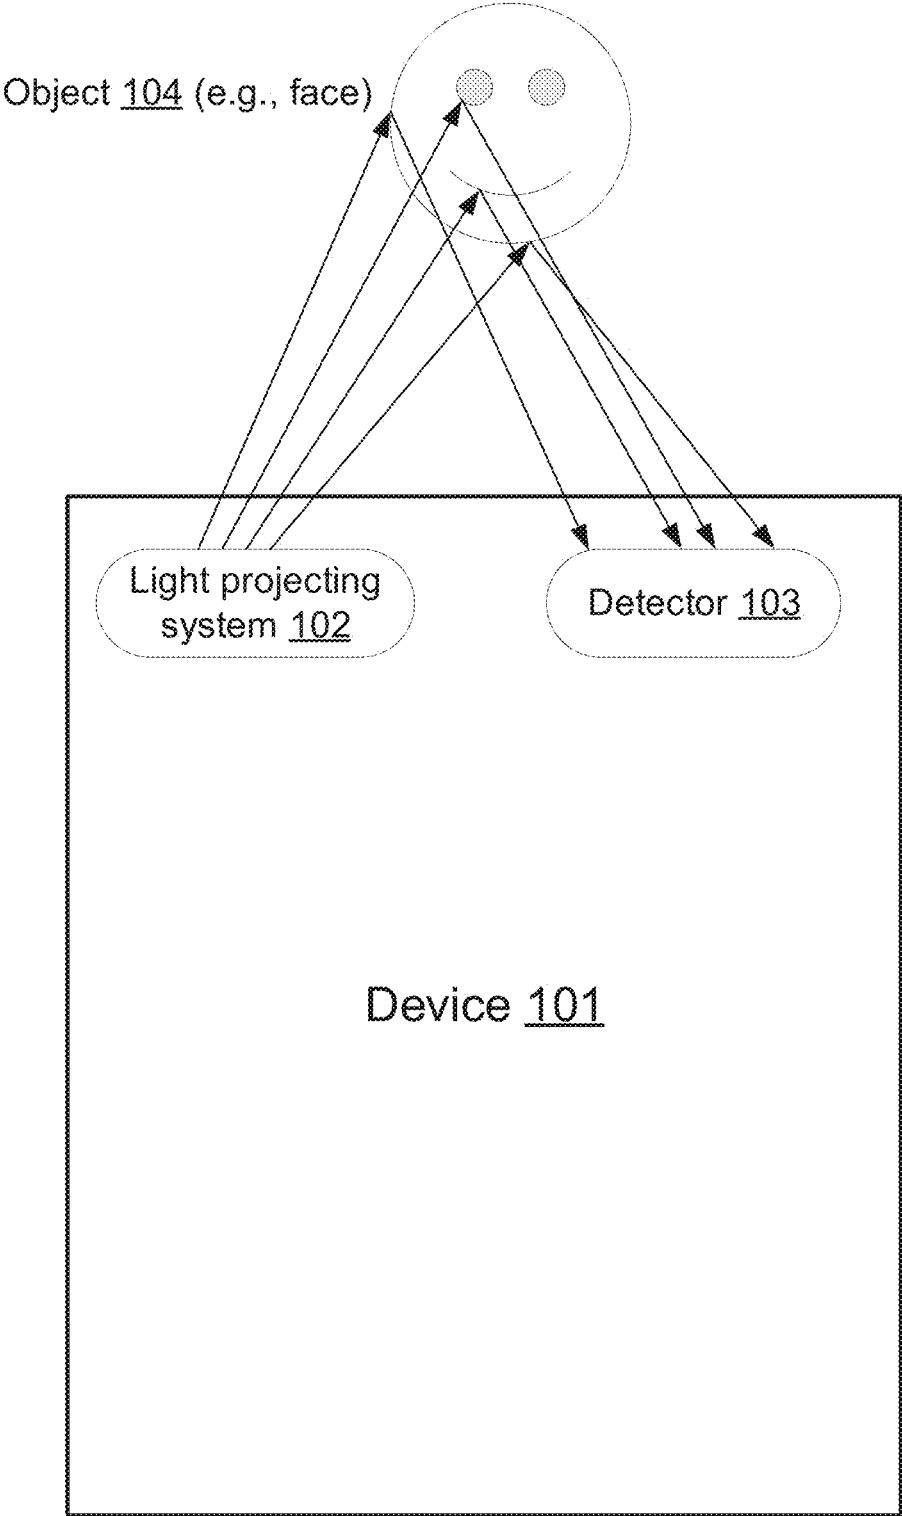 Object 104 (e.g., face)
Light projecting
system 102
Detector 103
Device 101